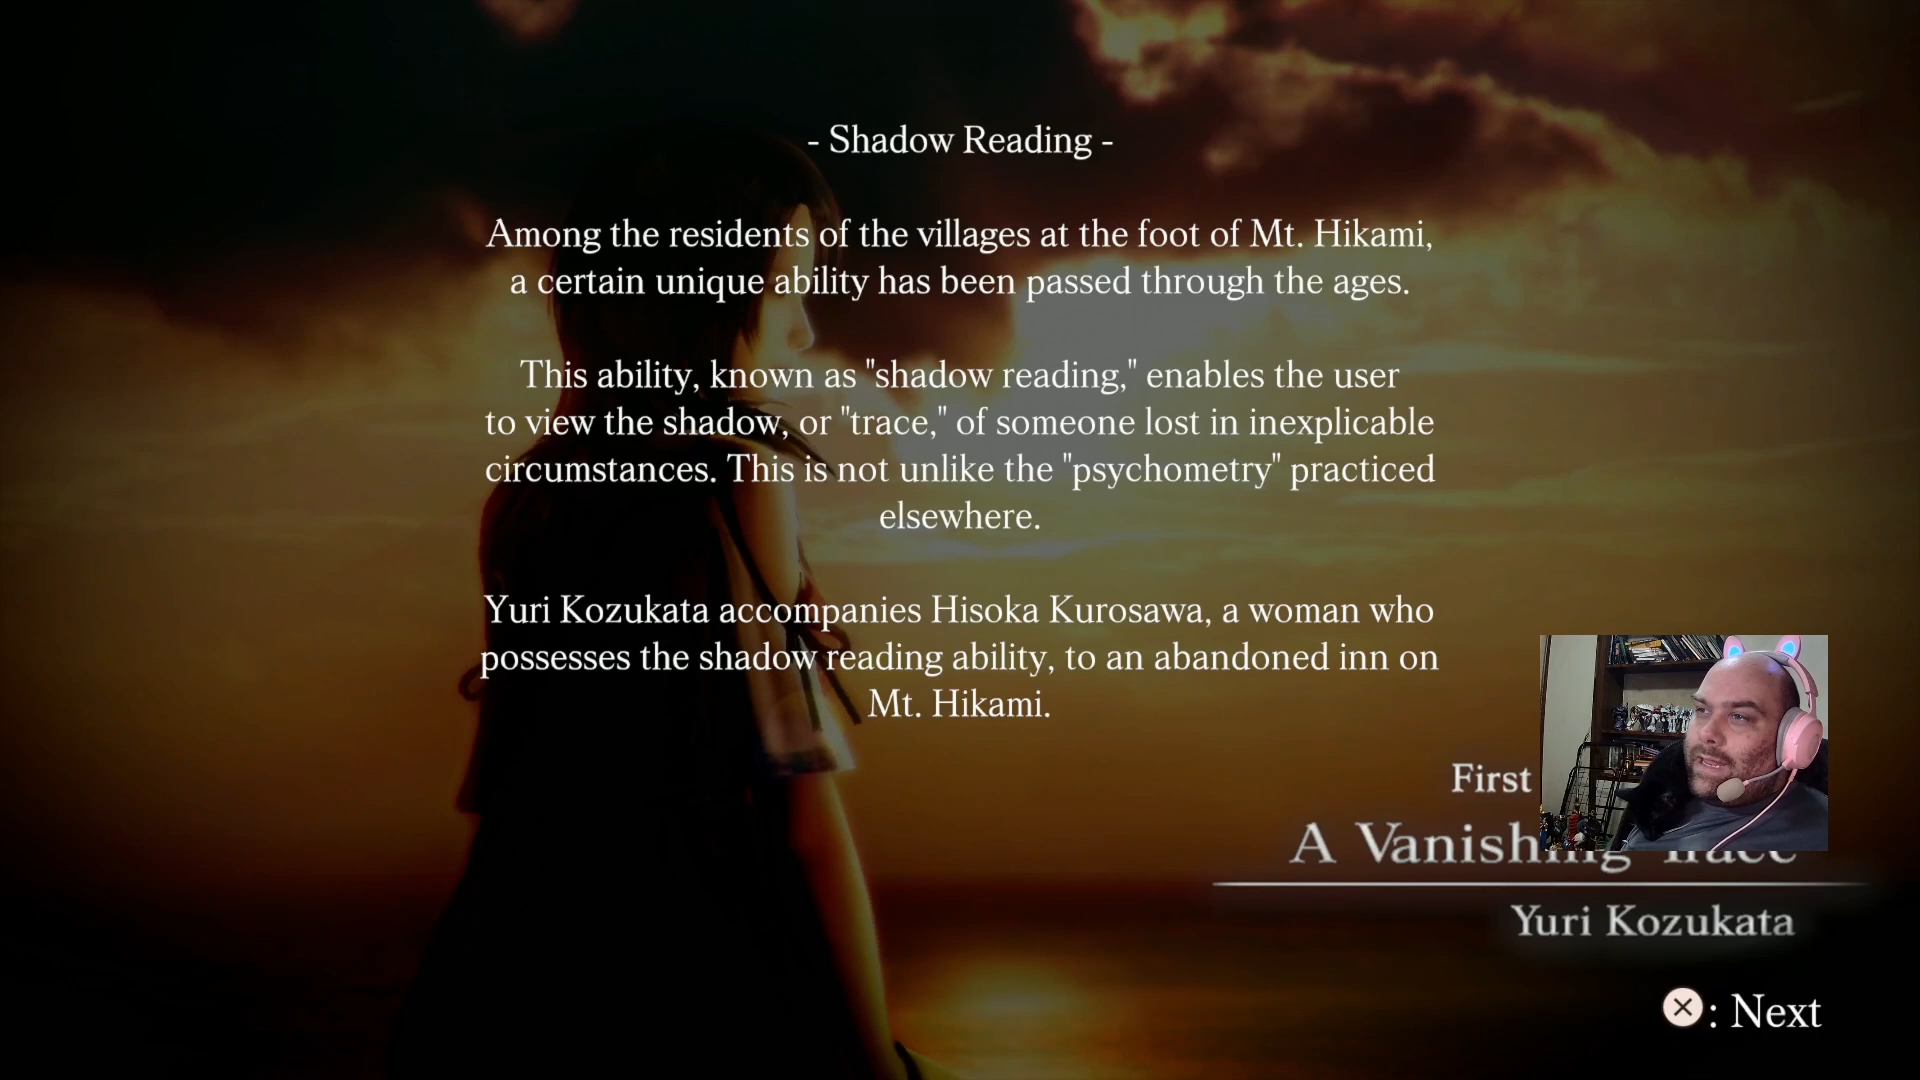 - Shadow Reading -
Among the residents of the villages at the foot of Mt. Hikami,
a certain unique ability has been passed through the ages.
This ability, known as "shadow reading," enables the user
to view the shadow, or "trace," of someone lost in inexplicable
circumstances. This is not unlike the "psychometry" practiced
elsewhere.
Yuri Kozukata accompanies Hisoka Kurosawa, a woman who
possesses the shadow reading ability, to an abandoned inn on
Mt. Hikami.
First
A Vanishing Trace
Yuri Kozukata
: Next